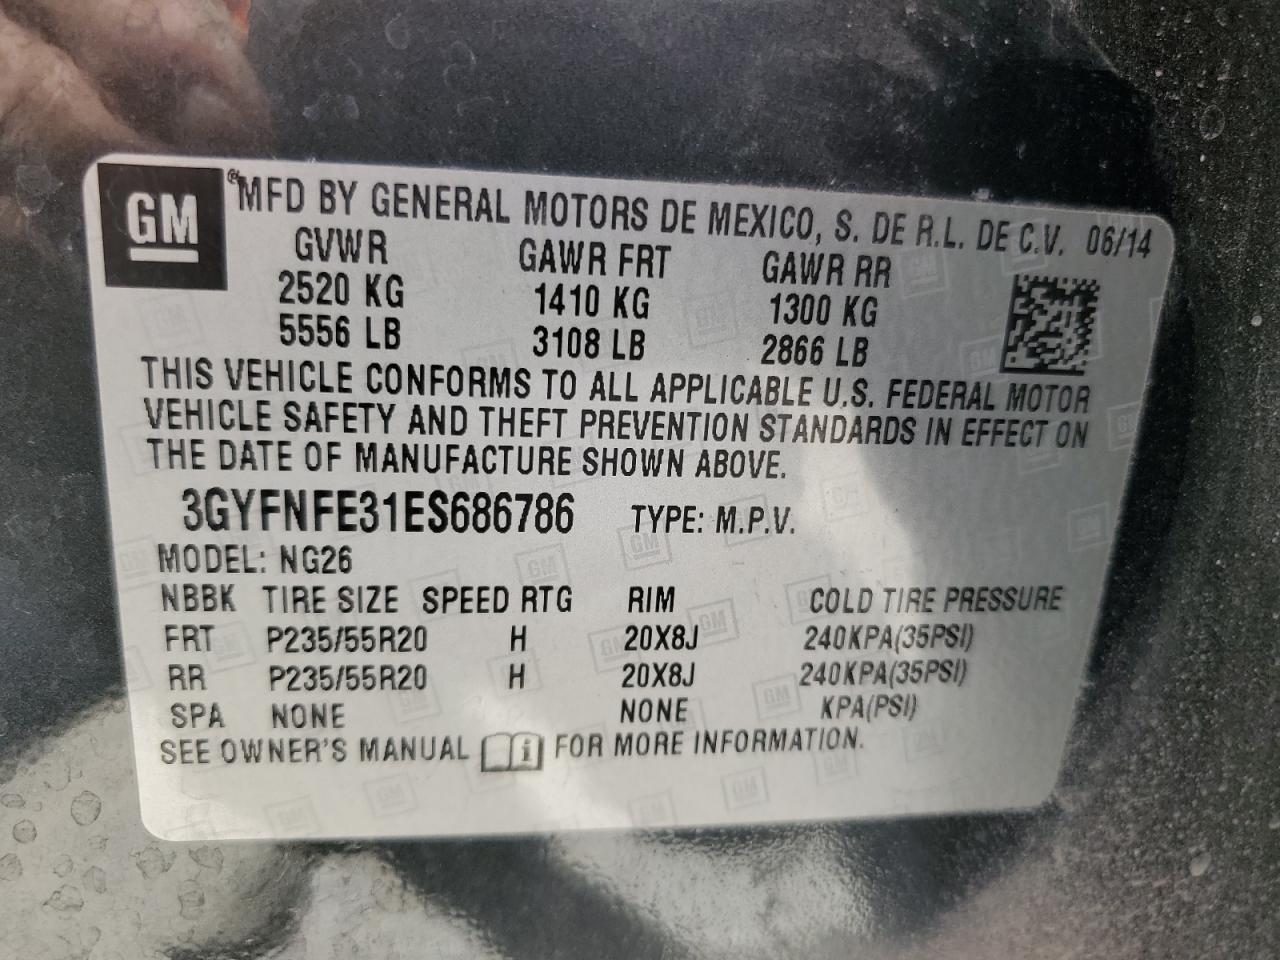 GM ® MFD BY GENERAL MOTORS DE MEXICO, S. DE R.L. DE C.V. 06/14
GVWR GAWR FRT GAWR RR
2520 KG 1410 KG 1300 KG
5556 LB 3108 LB 2866 LB
THIS VEHICLE CONFORMS TO ALL APPLICABLE U.S. FEDERAL MOTOR
VEHICLE SAFETY AND THEFT PREVENTION STANDARDS IN EFFECT ON
THE DATE OF MANUFACTURE SHOWN ABOVE.
3GYFNFE31ES686786 TYPE: M.P.V.
MODEL: NG26
NBBK TIRE SIZE SPEED RTG RIM COLD TIRE PRESSURE
FRT P235/55R20 H 20X8J 240KPA(35PSI)
RR P235/55R20 H 20X8J 240KPA(35PSI)
SPA NONE NONE KPA(PSI)
SEE OWNER'S MANUAL i FOR MORE INFORMATION.